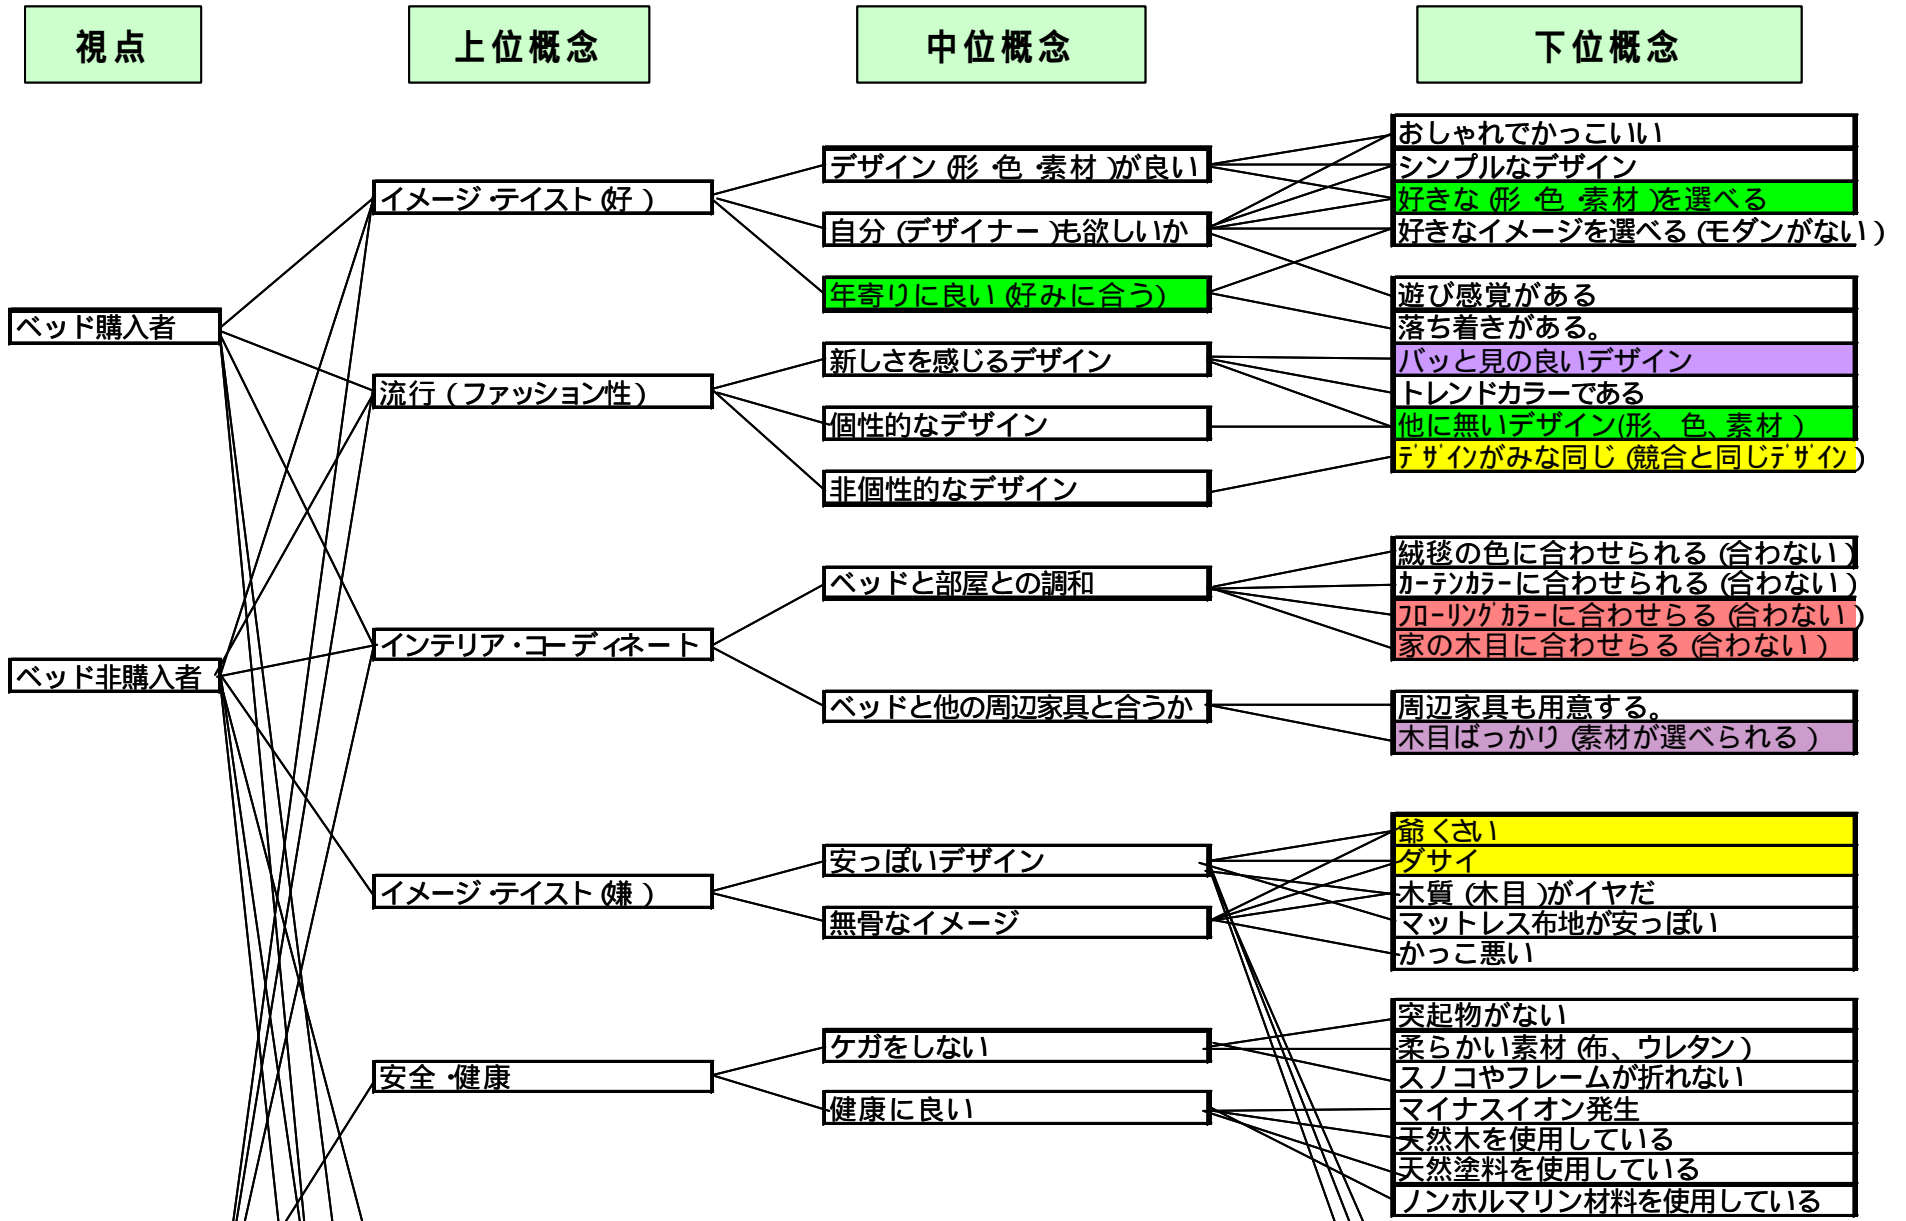 視点
上位概念
中位概念
下位概念
ベッド購入者
ベッド非購入者
イメージ・テイスト(好)
流行(ファッション性)
インテリア・コーディネート
イメージ・テイスト(嫌)
安全・健康
デザイン(形・色・素材)が良い
自分(デザイナー)も欲しいか
年寄りに良い(好みに合う)
新しさを感じるデザイン
個性的なデザイン
非個性的なデザイン
ベッドと部屋との調和
ベッドと他の周辺家具と合うか
安っぽいデザイン
無骨なイメージ
ケガをしない
健康に良い
おしゃれでかっこいい
シンプルなデザイン
好きな(形・色・素材)を選べる
好きなイメージを選べる(モダンがない)
遊び感覚がある
落ち着きがある。
バッと見の良いデザイン
トレンドカラーである
他に無いデザイン(形、色、素材)
ﾃﾞｻﾞｲﾝがみな同じ(競合と同じﾃﾞｻﾞｲﾝ)
絨毯の色に合わせられる(合わない)
ｶｰﾃﾝｶﾗｰに合わせられる(合わない)
ﾌﾛｰﾘﾝｸﾞｶﾗｰに合わせらる(合わない)
家の木目に合わせらる(合わない)
周辺家具も用意する。
木目ばっかり(素材が選べられる)
爺くさい
ダサイ
木質(木目)がイヤだ
マットレス布地が安っぽい
かっこ悪い
突起物がない
柔らかい素材(布、ウレタン)
スノコやフレームが折れない
マイナスイオン発生
天然木を使用している
天然塗料を使用している
ノンホルマリン材料を使用している